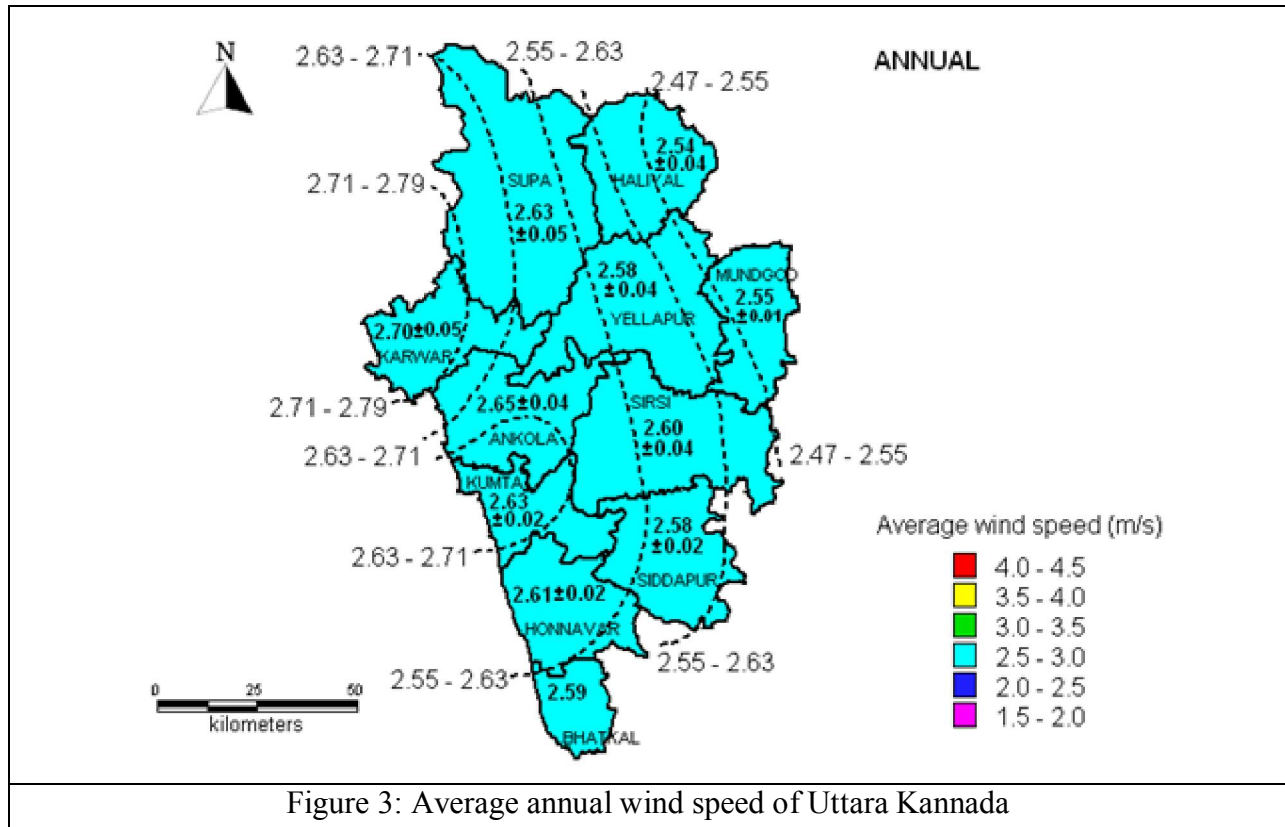 N
ANNUAL
2.63 - 2.71
2.55 - 2.63
2.47 - 2.55
2.71 - 2.79
SUPA
2.63
±0.05
2.54
±0.04
HALIYAL
2.58
±0.04
YELLAPUR
MUNDGOD
2.55
±0.01
2.70±0.05
KARWAR
2.71 - 2.79
2.65±0.04
ANKOLA
2.63 - 2.71
SIRSI
2.60
±0.04
2.47 - 2.55
KUMTA
2.63
±0.02
2.63 - 2.71
2.58
±0.02
SIDDAPUR
2.61±0.02
HONNAVAR
2.55 - 2.63
2.55 - 2.63
2.59
BHATKAL
0 25 50
kilometers
Average wind speed (m/s)
4.0 - 4.5
3.5 - 4.0
3.0 - 3.5
2.5 - 3.0
2.0 - 2.5
1.5 - 2.0
Figure 3: Average annual wind speed of Uttara Kannada